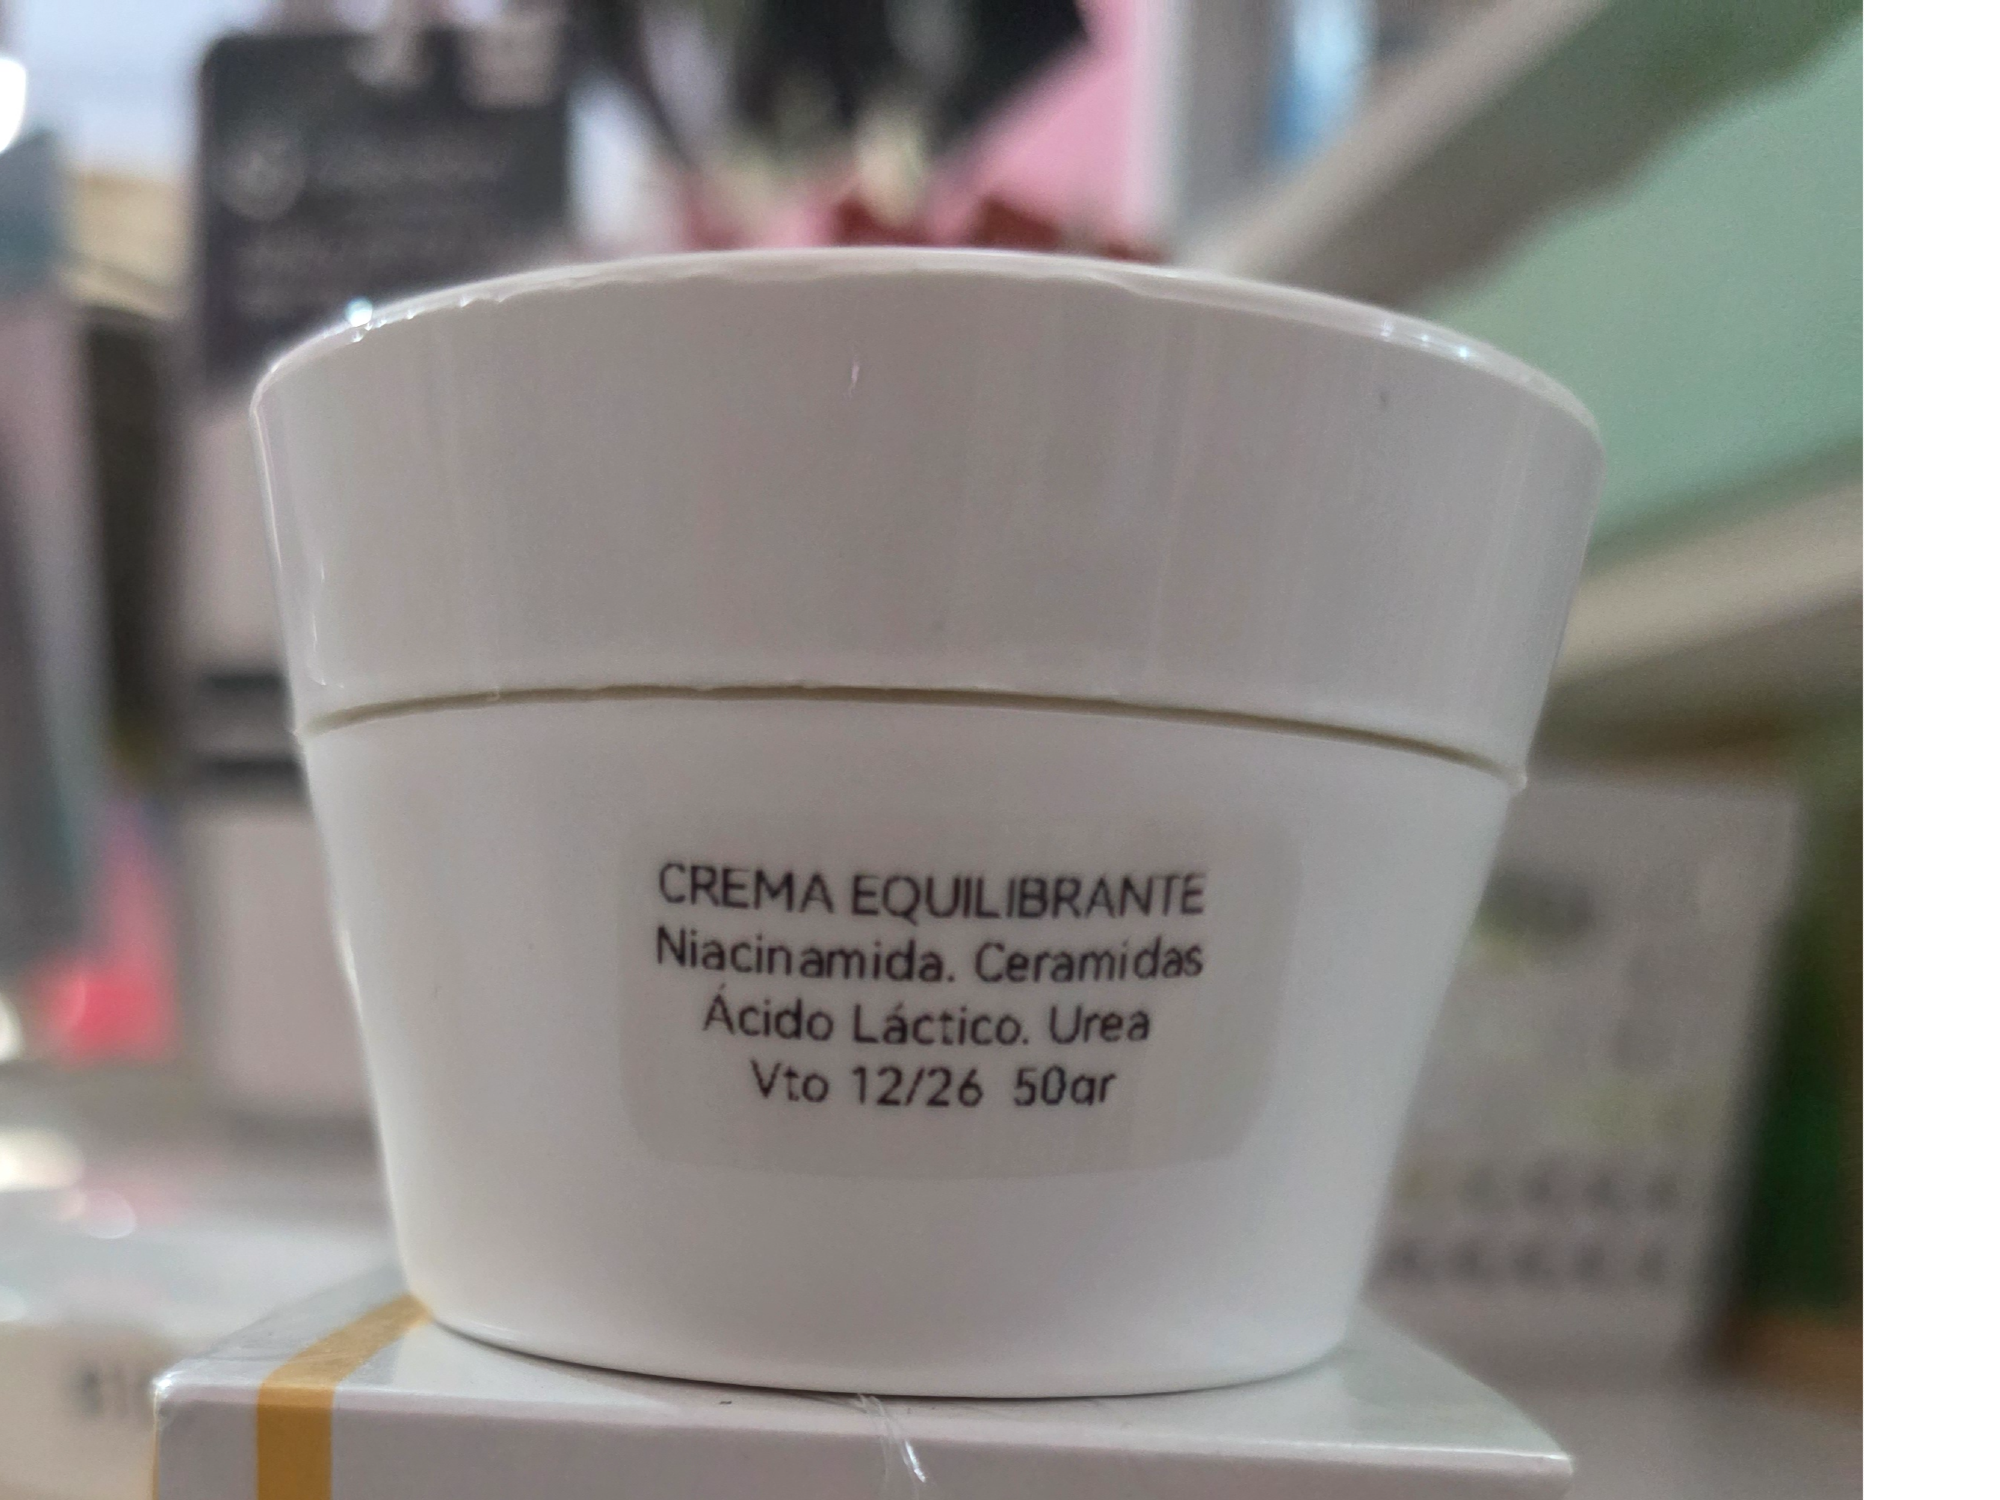 CREMA EQUILIBRANTE
Niacinamida. Ceramidas
Ácido Láctico. Urea
Vto 12/26 50gr